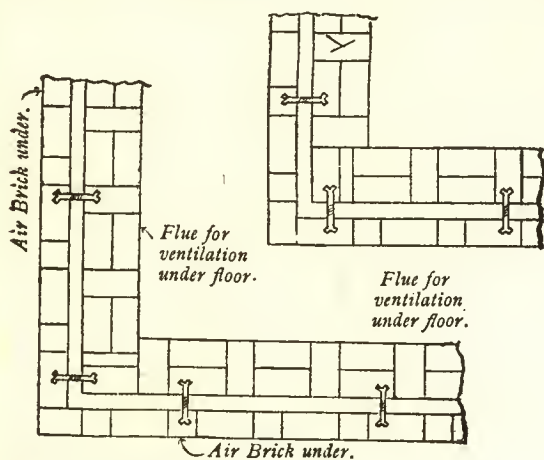 Air Brick under.
Flue for
ventilation
under floor.
Flue for
ventilation
under floor.
Air Brick under.